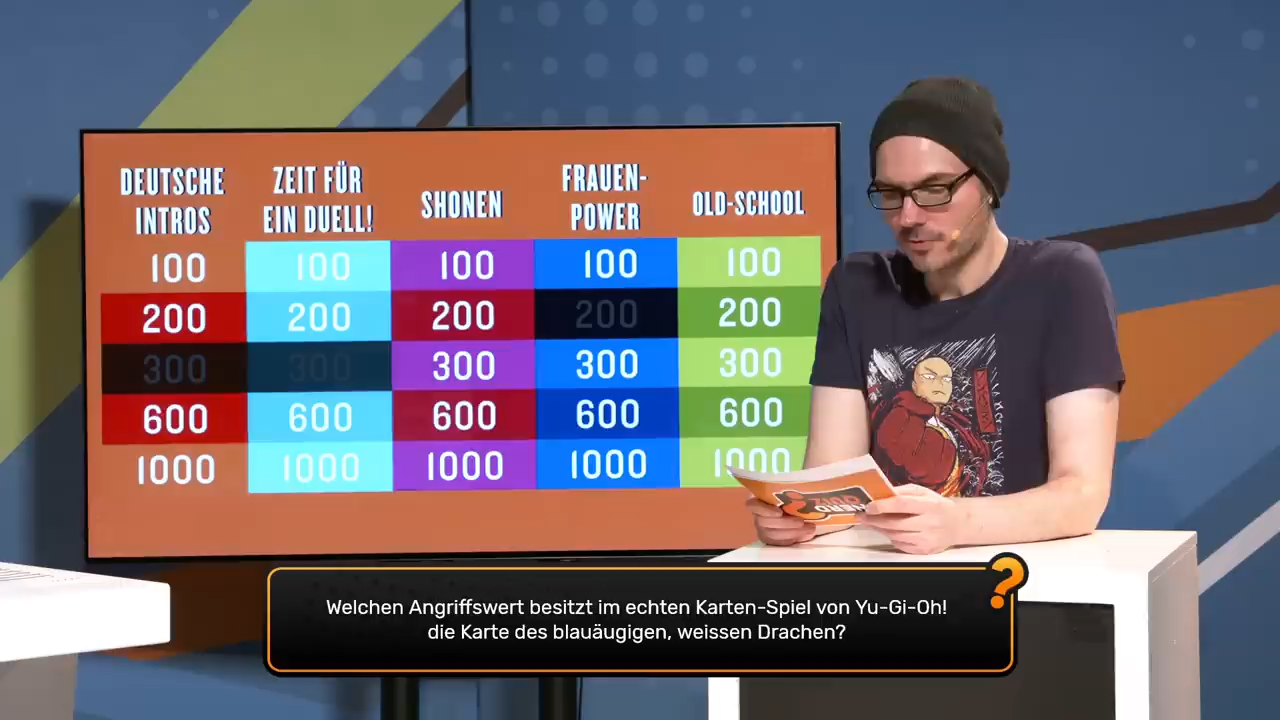 DEUTSCHE
INTROS
ZEIT FÜR
EIN DUELL!
SHONEN
FRAUEN-
POWER
OLD-SCHOOL
100 100 100 100 100
200 200 200 200 200
300 300 300 300 300
600 600 600 600 600
1000 1000 1000 1000 1000
NERD
QUIZ
Welchen Angriffswert besitzt im echten Karten-Spiel von Yu-Gi-Oh!
die Karte des blauäugigen, weissen Drachen?